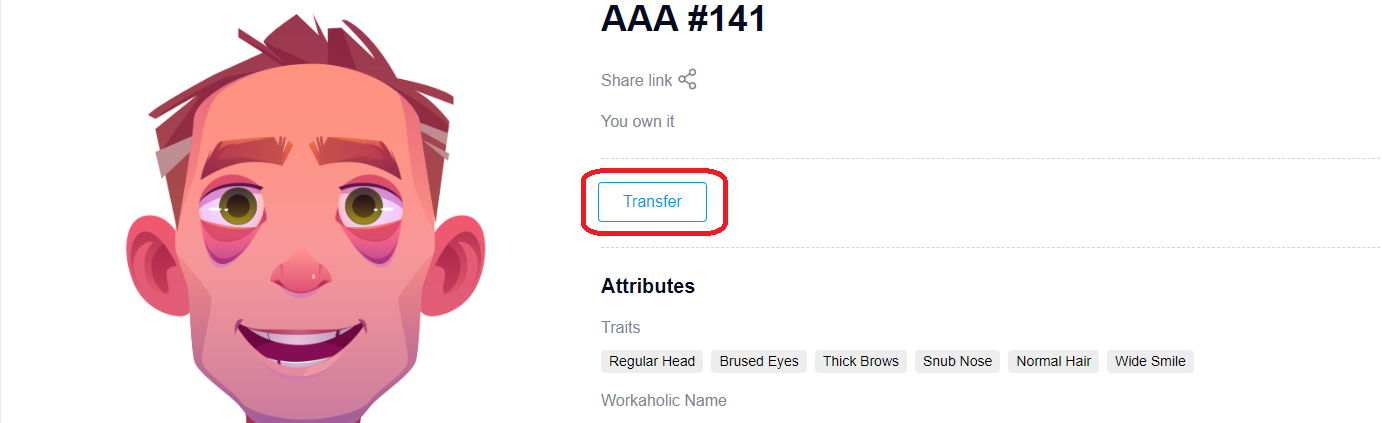 AAA #141
Share link
You own it
Transfer
Attributes
Traits
Regular Head Brused Eyes Thick Brows Snub Nose Normal Hair Wide Smile
Workaholic Name